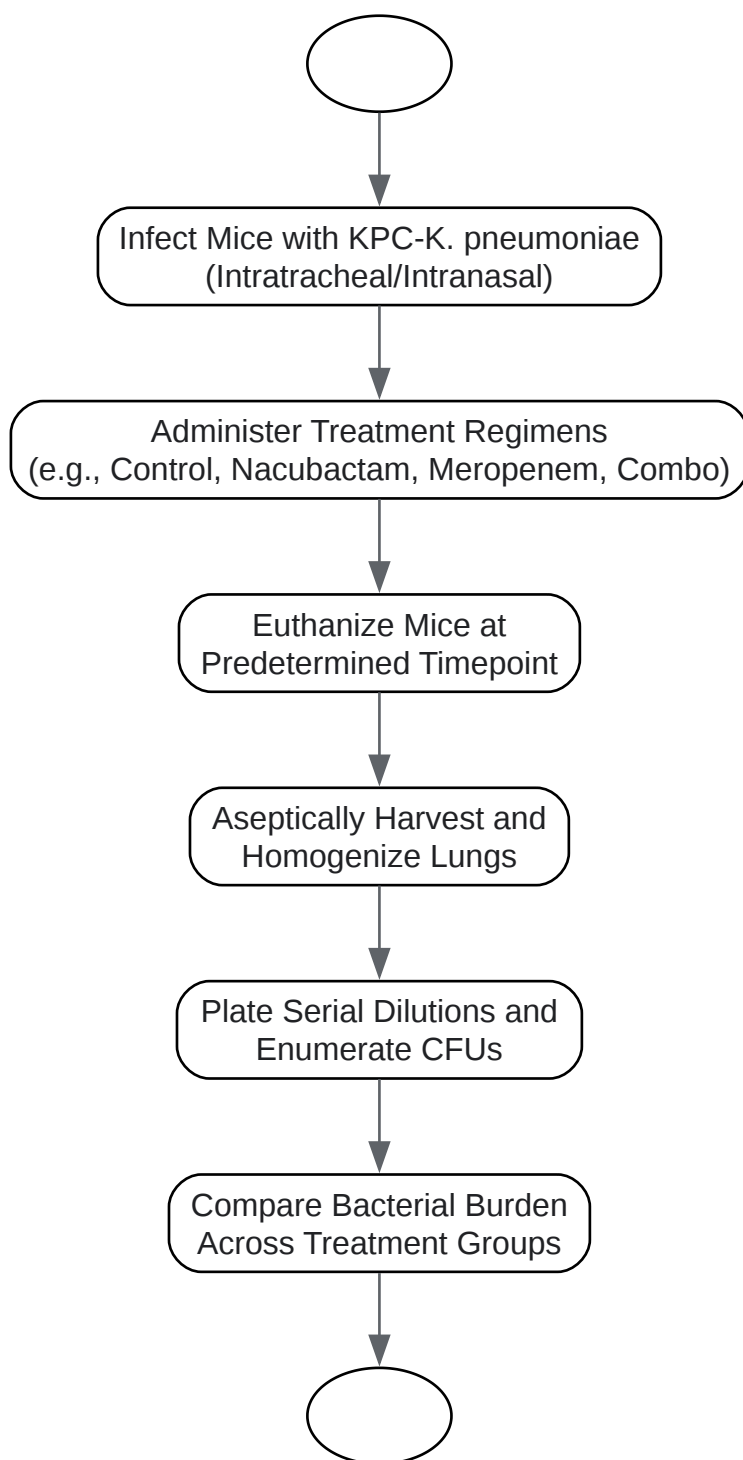 Infect Mice with KPC-K. pneumoniae
(Intratracheal/Intranasal)
Administer Treatment Regimens
(e.g., Control, Nacubactam, Meropenem, Combo)
Euthanize Mice at
Predetermined Timepoint
Aseptically Harvest and
Homogenize Lungs
Plate Serial Dilutions and
Enumerate CFUs
Compare Bacterial Burden
Across Treatment Groups